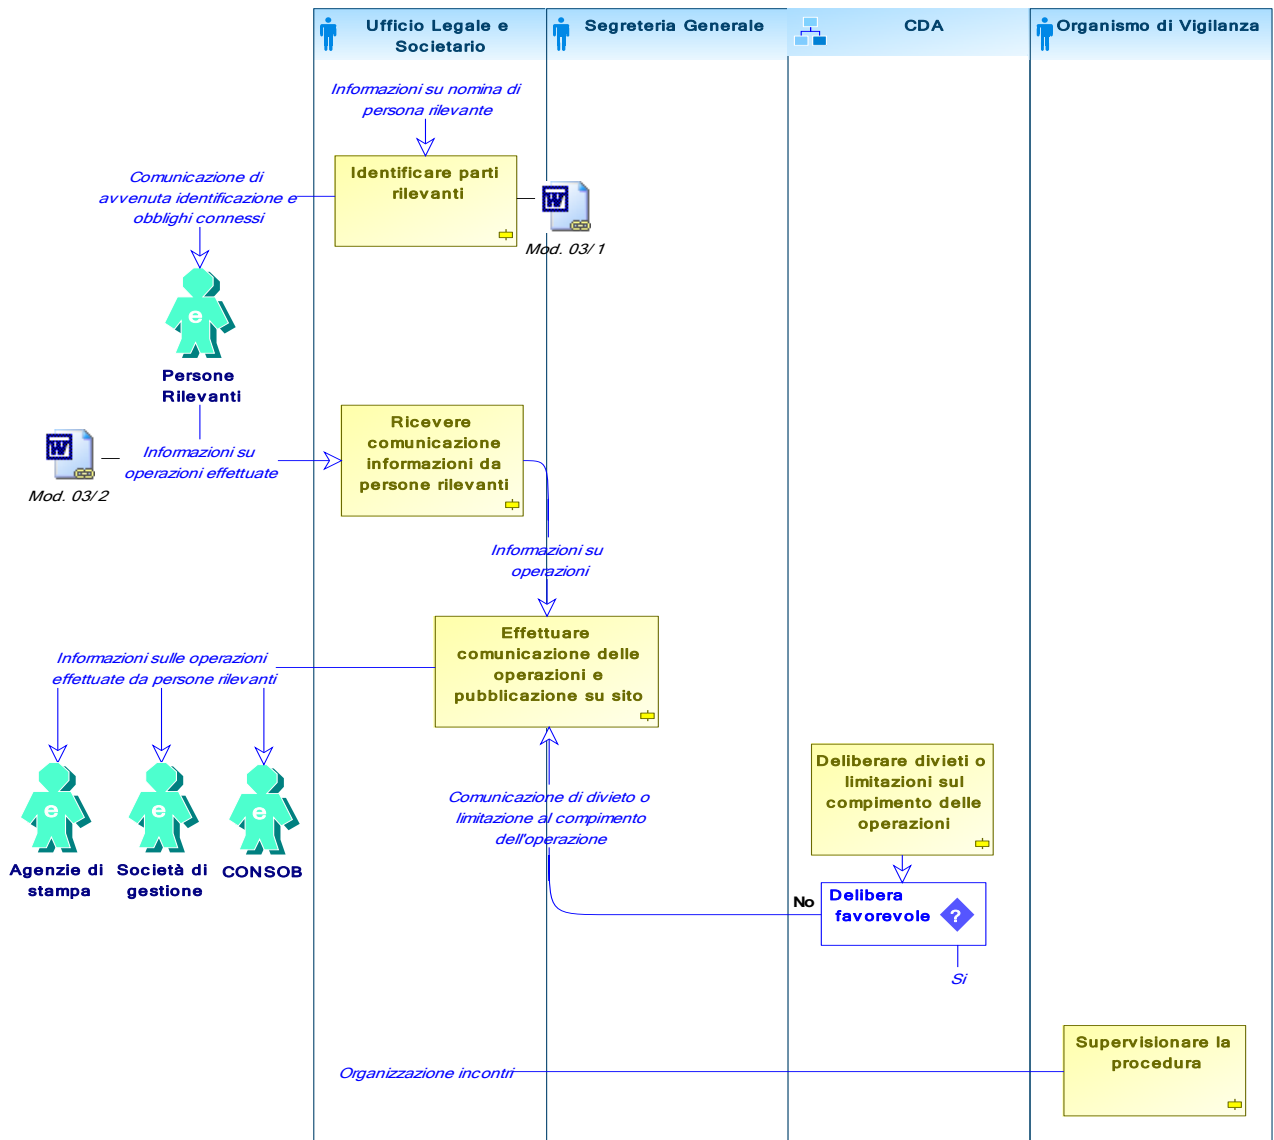 Ufficio Legale e
Societario
Segreteria Generale
CDA
Organismo di Vigilanza
Informazioni su nomina di
persona rilevante
Identificare parti
rilevanti
Comunicazione di
avvenuta identificazione e
obblighi connessi
W
Mod. 03/1
e
Persone
Rilevanti
Ricevere
comunicazione
informazioni da
persone rilevanti
W
Mod. 03/2
Informazioni su
operazioni effettuate
Informazioni su
operazioni
Effettuare
comunicazione delle
operazioni e
pubblicazione su sito
Informazioni sulle operazioni
effettuate da persone rilevanti
e
e
e
Agenzie di
stampa
Società di
gestione
CONSOB
Comunicazione di divieto o
limitazione al compimento
dell'operazione
Deliberare divieti o
limitazioni sul
compimento delle
operazioni
No
Delibera
favorevole
?
Si
Supervisionare la
procedura
Organizzazione incontri